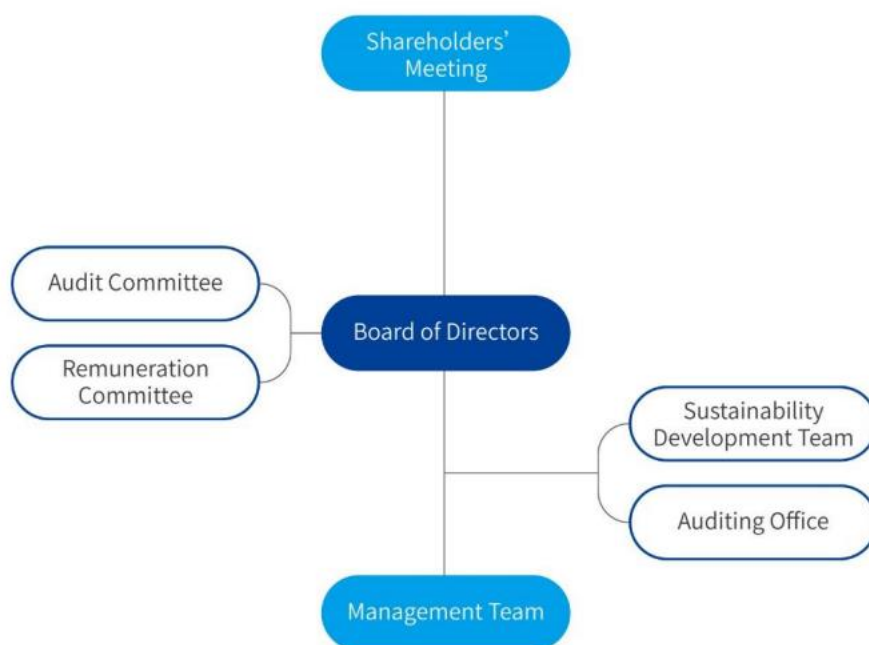 Shareholders’
Meeting
Audit Committee
Board of Directors
Remuneration
Committee
Sustainability
Development Team
Auditing Office
Management Team